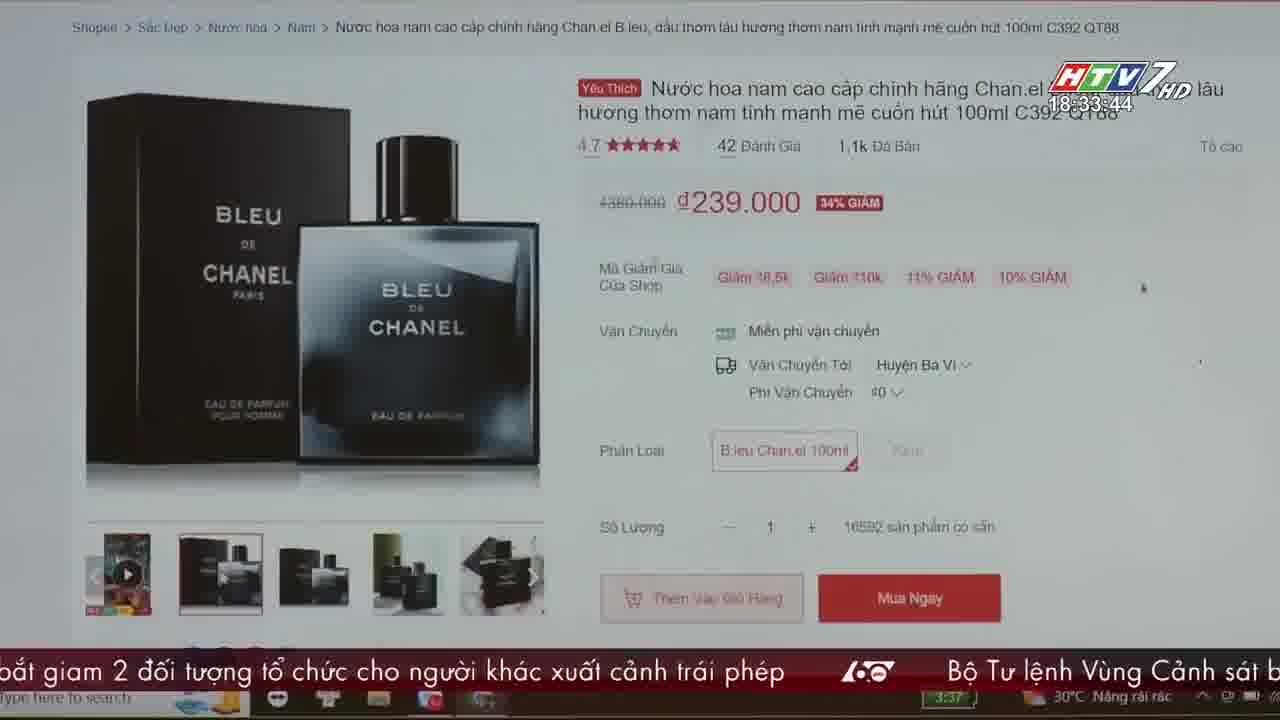 Shopee > Sắc Đẹp > Nước hoa > Nam > Nước hoa nam cao cấp chính hãng Chan.el B.leu, dầu thơm lâu hương thơm nam tính mạnh mẽ cuốn hút 100ml C392 QT88
HTV7 HD
18:33:44
Yêu Thích Nước hoa nam cao cấp chính hãng Chan.el lâu
hương thơm nam tính mạnh mẽ cuốn hút 100ml C392 QT88
4.7 42 Đánh Giá 1,1k Đã Bán Tố cáo
₫380.000 ₫239.000 34% GIẢM
BLEU
DE
CHANEL
PARIS
EAU DE PARFUM
POUR HOMME
BLEU
DE
CHANEL
EAU DE PARFUM
Mã Giảm Giá
Của Shop
Giảm ₫10k 11% GIẢM 10% GIẢM
Vận Chuyển Miễn phí vận chuyển
Vận Chuyển Tới Huyện Ba Vì
Phí Vận Chuyển ₫0
Phân Loại B.leu Chan.el 100ml
Số Lượng 1 + 16592 sản phẩm có sẵn
Thêm Vào Giỏ Hàng Mua Ngay
bắt giam 2 đối tượng tổ chức cho người khác xuất cảnh trái phép 60 Bộ Tư lệnh Vùng Cảnh sát b
Type here to search 3:37 30°C Nắng rải rác